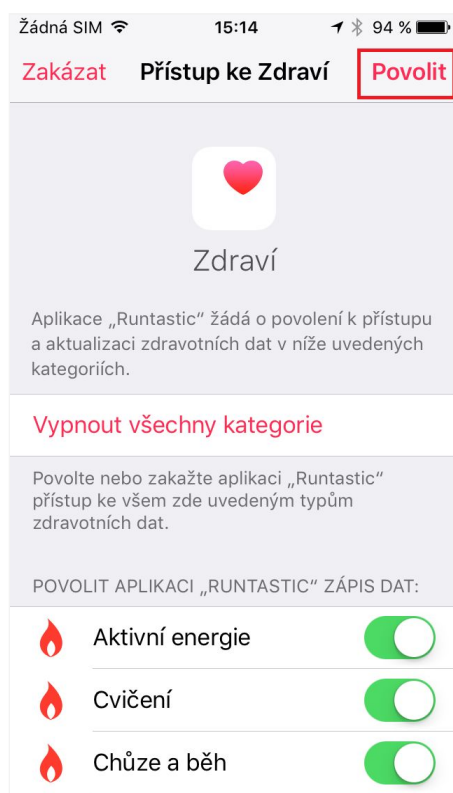 Žádná SIM 15:14 94 %
Zakázat Přístup ke Zdraví Povolit
Zdraví
Aplikace „Runtastic“ žádá o povolení k přístupu
a aktualizaci zdravotních dat v níže uvedených
kategoriích.
Vypnout všechny kategorie
Povolte nebo zakažte aplikaci „Runtastic“
přístup ke všem zde uvedeným typům
zdravotních dat.
POVOLIT APLIKACI „RUNTASTIC“ ZÁPIS DAT:
Aktivní energie
Cvičení
Chůze a běh